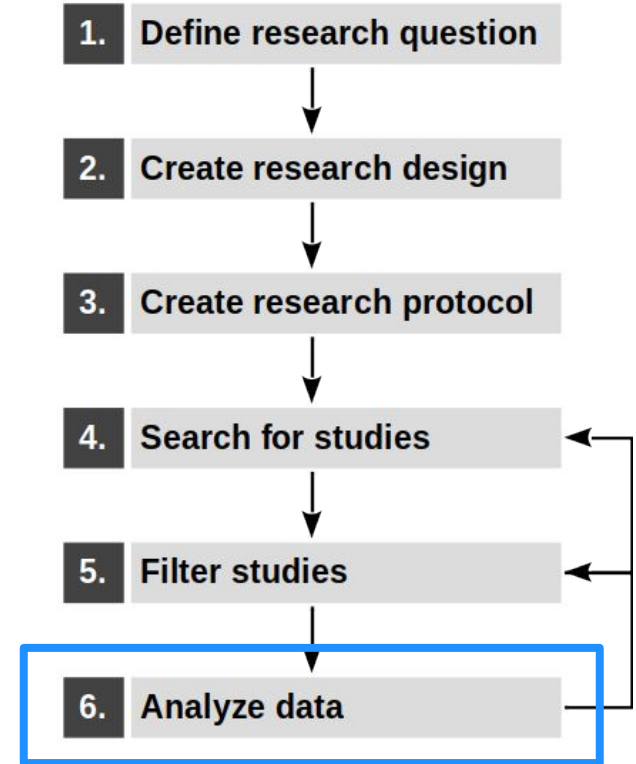 1. Define research question
2. Create research design
3. Create research protocol
4. Search for studies
5. Filter studies
6. Analyze data